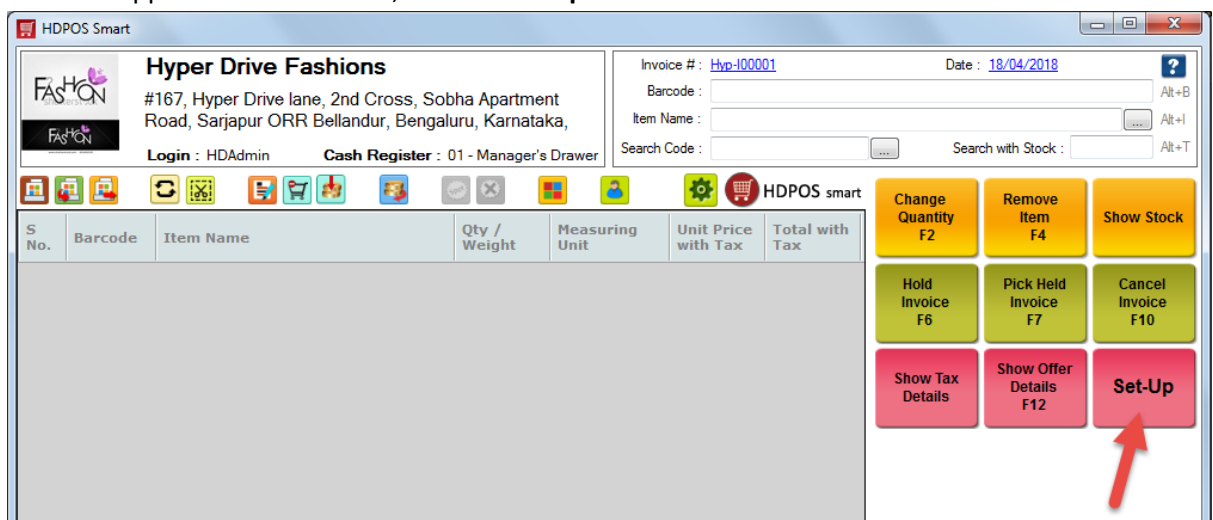 HDPOS Smart
FASHION
FASHION
Hyper Drive Fashions
#167, Hyper Drive lane, 2nd Cross, Sobha Apartment
Road, Sarjapur ORR Bellandur, Bengaluru, Karnataka,
Login : HDAdmin Cash Register : 01 - Manager's Drawer
Invoice # : Hyp-I00001 Date : 18/04/2018 ?
Barcode : Alt+B
Item Name : ... Alt+I
Search Code : ... Search with Stock : Alt+T
HDPOS smart
S No. Barcode Item Name Qty / Weight Measuring Unit Unit Price with Tax Total with Tax
Change Quantity F2
Remove Item F4
Show Stock
Hold Invoice F6
Pick Held Invoice F7
Cancel Invoice F10
Show Tax Details
Show Offer Details F12
Set-Up